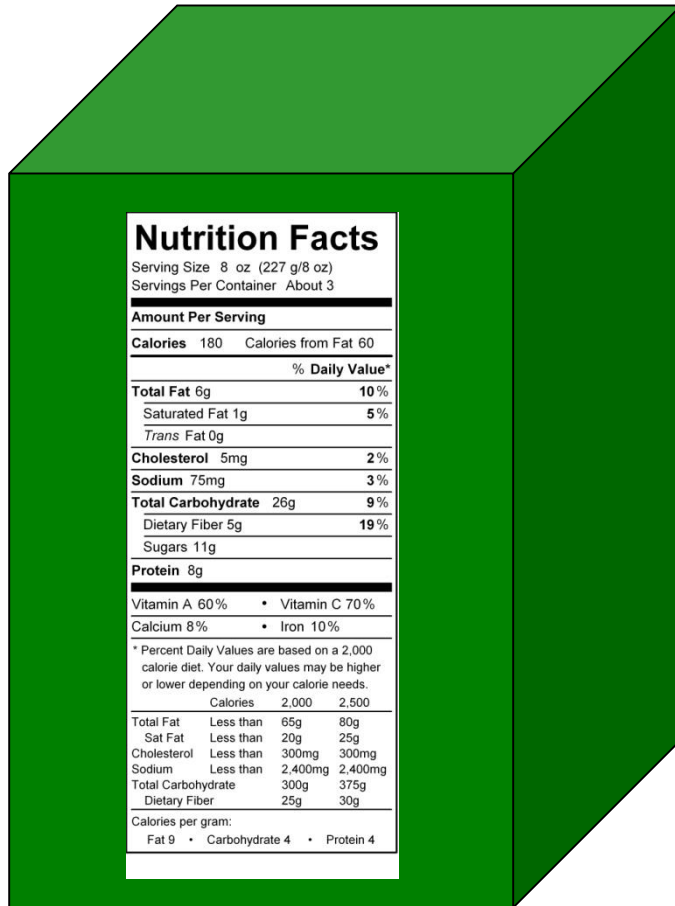 Nutrition Facts
Serving Size 8 oz (227 g/8 oz)
Servings Per Container About 3
Amount Per Serving
Calories 180 Calories from Fat 60
% Daily Value*
Total Fat 6g 10%
Saturated Fat 1g 5%
Trans Fat 0g
Cholesterol 5mg 2%
Sodium 75mg 3%
Total Carbohydrate 26g 9%
Dietary Fiber 5g 19%
Sugars 11g
Protein 8g
Vitamin A 60% • Vitamin C 70%
Calcium 8% • Iron 10%
* Percent Daily Values are based on a 2,000
calorie diet. Your daily values may be higher
or lower depending on your calorie needs.
Calories 2,000 2,500
Total Fat Less than 65g 80g
Sat Fat Less than 20g 25g
Cholesterol Less than 300mg 300mg
Sodium Less than 2,400mg 2,400mg
Total Carbohydrate 300g 375g
Dietary Fiber 25g 30g
Calories per gram:
Fat 9 • Carbohydrate 4 • Protein 4